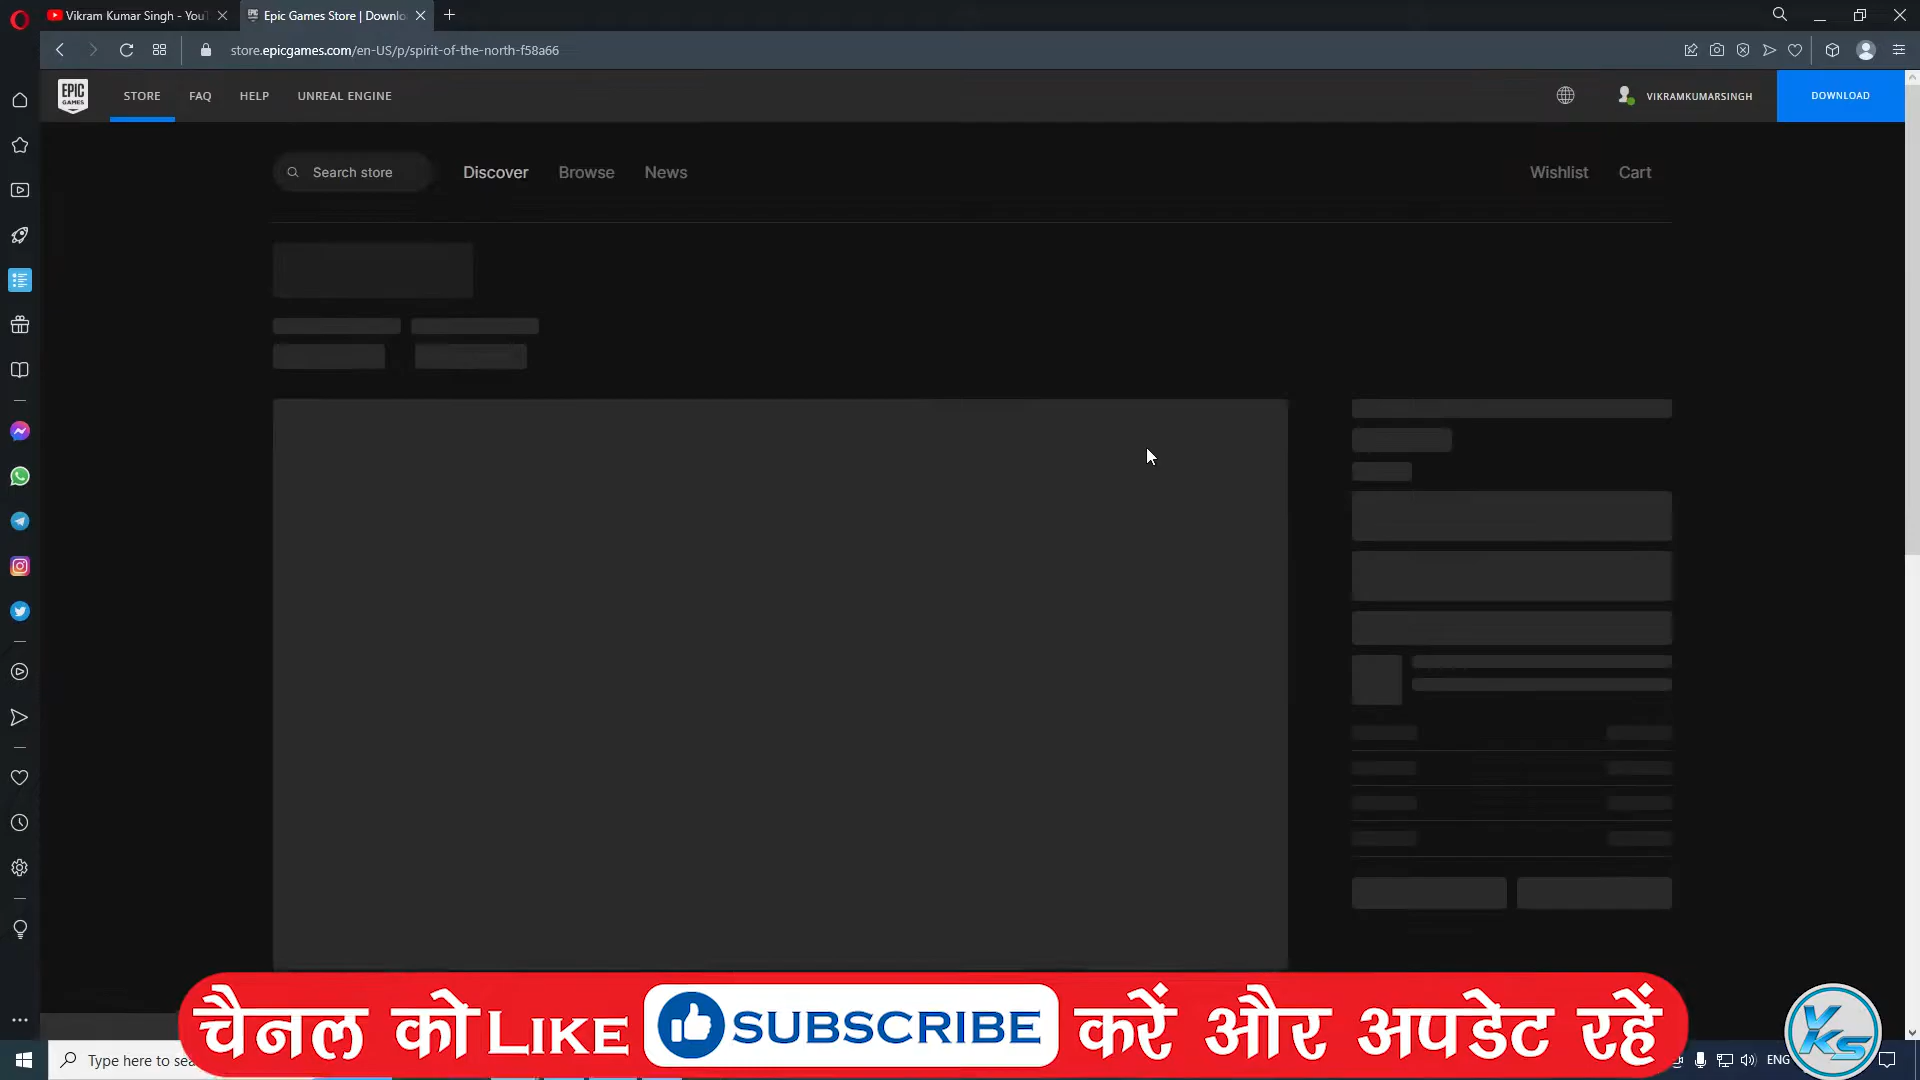 Vikram Kumar Singh - You
Epic Games Store | Downlo
store.epicgames.com/en-US/p/spirit-of-the-north-f58a66
EPIC
GAMES
STORE
FAQ
HELP
UNREAL ENGINE
VIKRAMKUMARSINGH
DOWNLOAD
Search store
Discover
Browse
News
Wishlist
Cart
चैनल को LIKE SUBSCRIBE करें और अपडेट रहें
VKS
Type here to sea
ENG